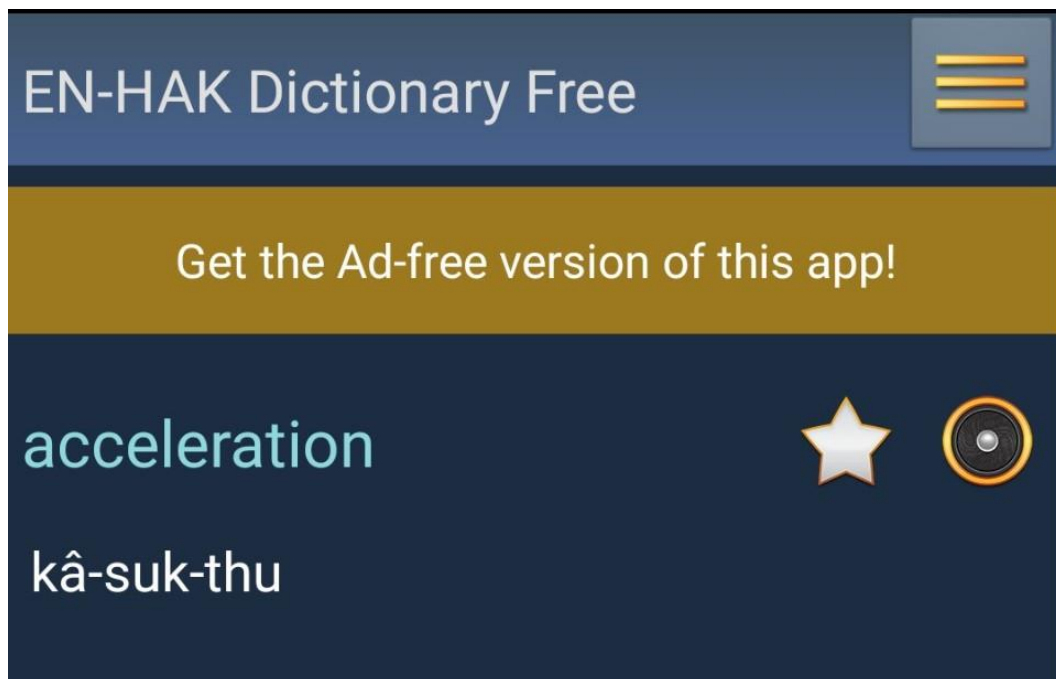 EN-HAK Dictionary Free
Get the Ad-free version of this app!
acceleration
kâ-suk-thu